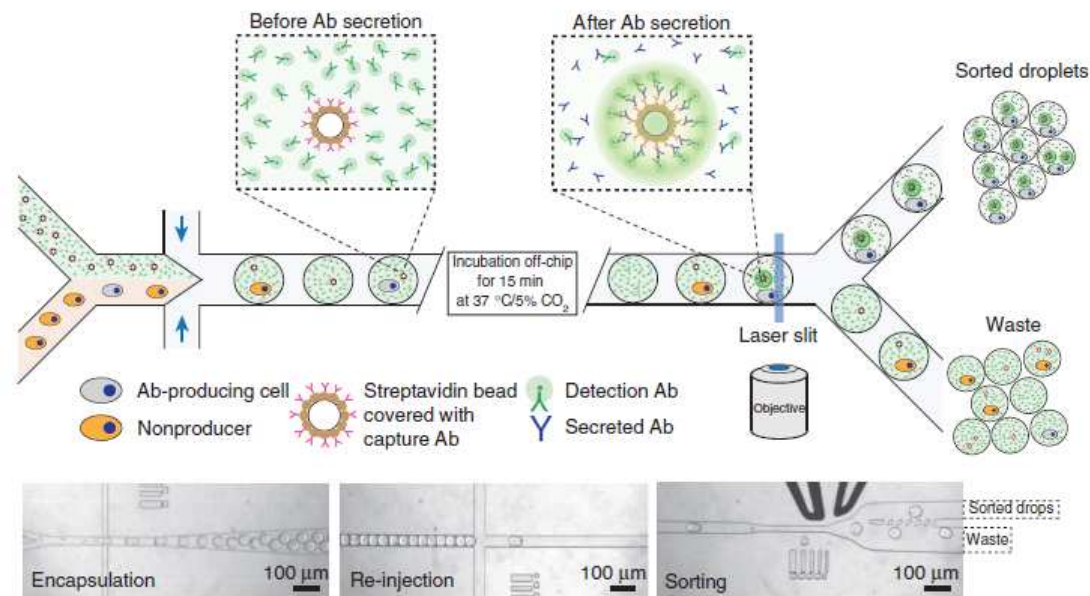 Before Ab secretion
After Ab secretion
Sorted droplets
Incubation off-chip
for 15 min
at 37 °C/5% CO₂
Laser slit
Waste
Ab-producing cell
Nonproducer
Streptavidin bead
covered with
capture Ab
Detection Ab
Secreted Ab
Objective
Encapsulation
100 µm
Re-injection
100 µm
Sorting
100 µm
Sorted drops
Waste